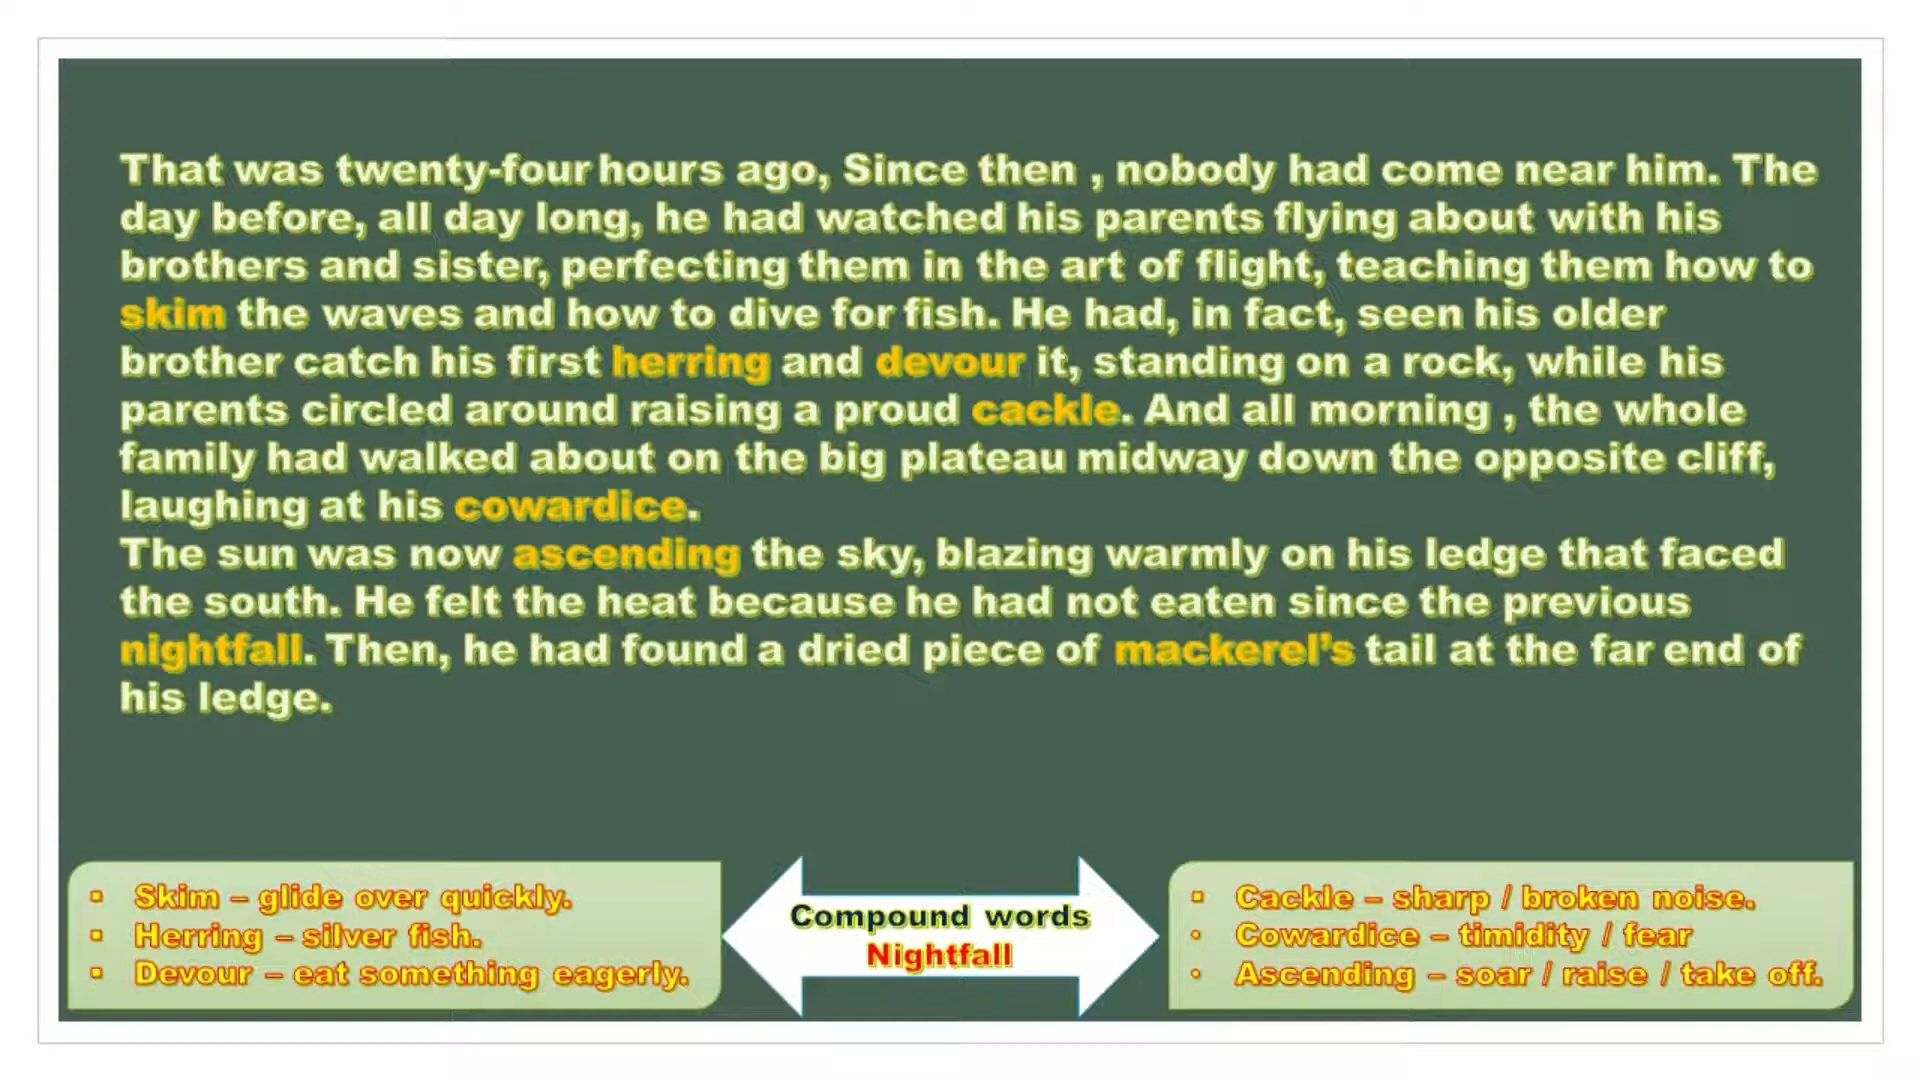 That was twenty-four hours ago, Since then , nobody had come near him. The
day before, all day long, he had watched his parents flying about with his
brothers and sister, perfecting them in the art of flight, teaching them how to
skim the waves and how to dive for fish. He had, in fact, seen his older
brother catch his first herring and devour it, standing on a rock, while his
parents circled around raising a proud cackle. And all morning , the whole
family had walked about on the big plateau midway down the opposite cliff,
laughing at his cowardice.
The sun was now ascending the sky, blazing warmly on his ledge that faced
the south. He felt the heat because he had not eaten since the previous
nightfall. Then, he had found a dried piece of mackerel’s tail at the far end of
his ledge.
▪ Skim – glide over quickly.
▪ Herring – silver fish.
▪ Devour – eat something eagerly.
Compound words
Nightfall
▪ Cackle – sharp / broken noise.
• Cowardice – timidity / fear
• Ascending – soar / raise / take off.